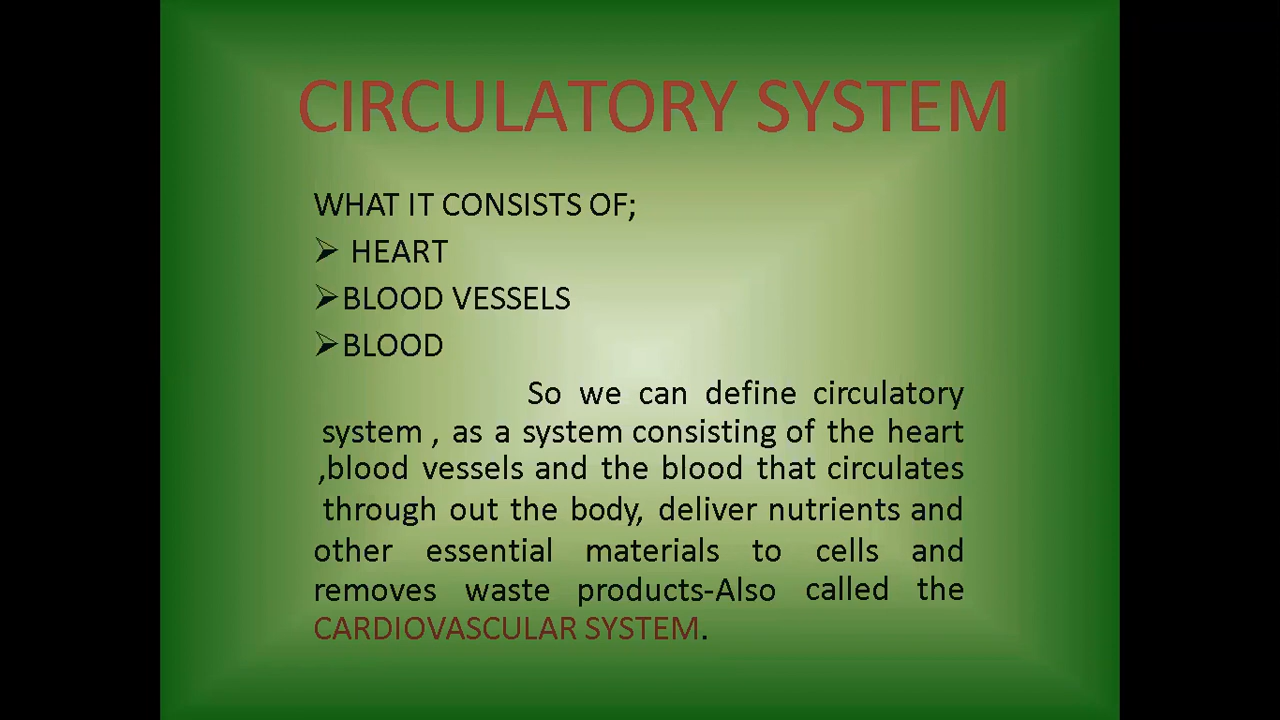 CIRCULATORY SYSTEM
WHAT IT CONSISTS OF;
➢ HEART
➢BLOOD VESSELS
➢BLOOD
So we can define circulatory
system , as a system consisting of the heart
,blood vessels and the blood that circulates
through out the body, deliver nutrients and
other essential materials to cells and
removes waste products-Also called the
CARDIOVASCULAR SYSTEM.